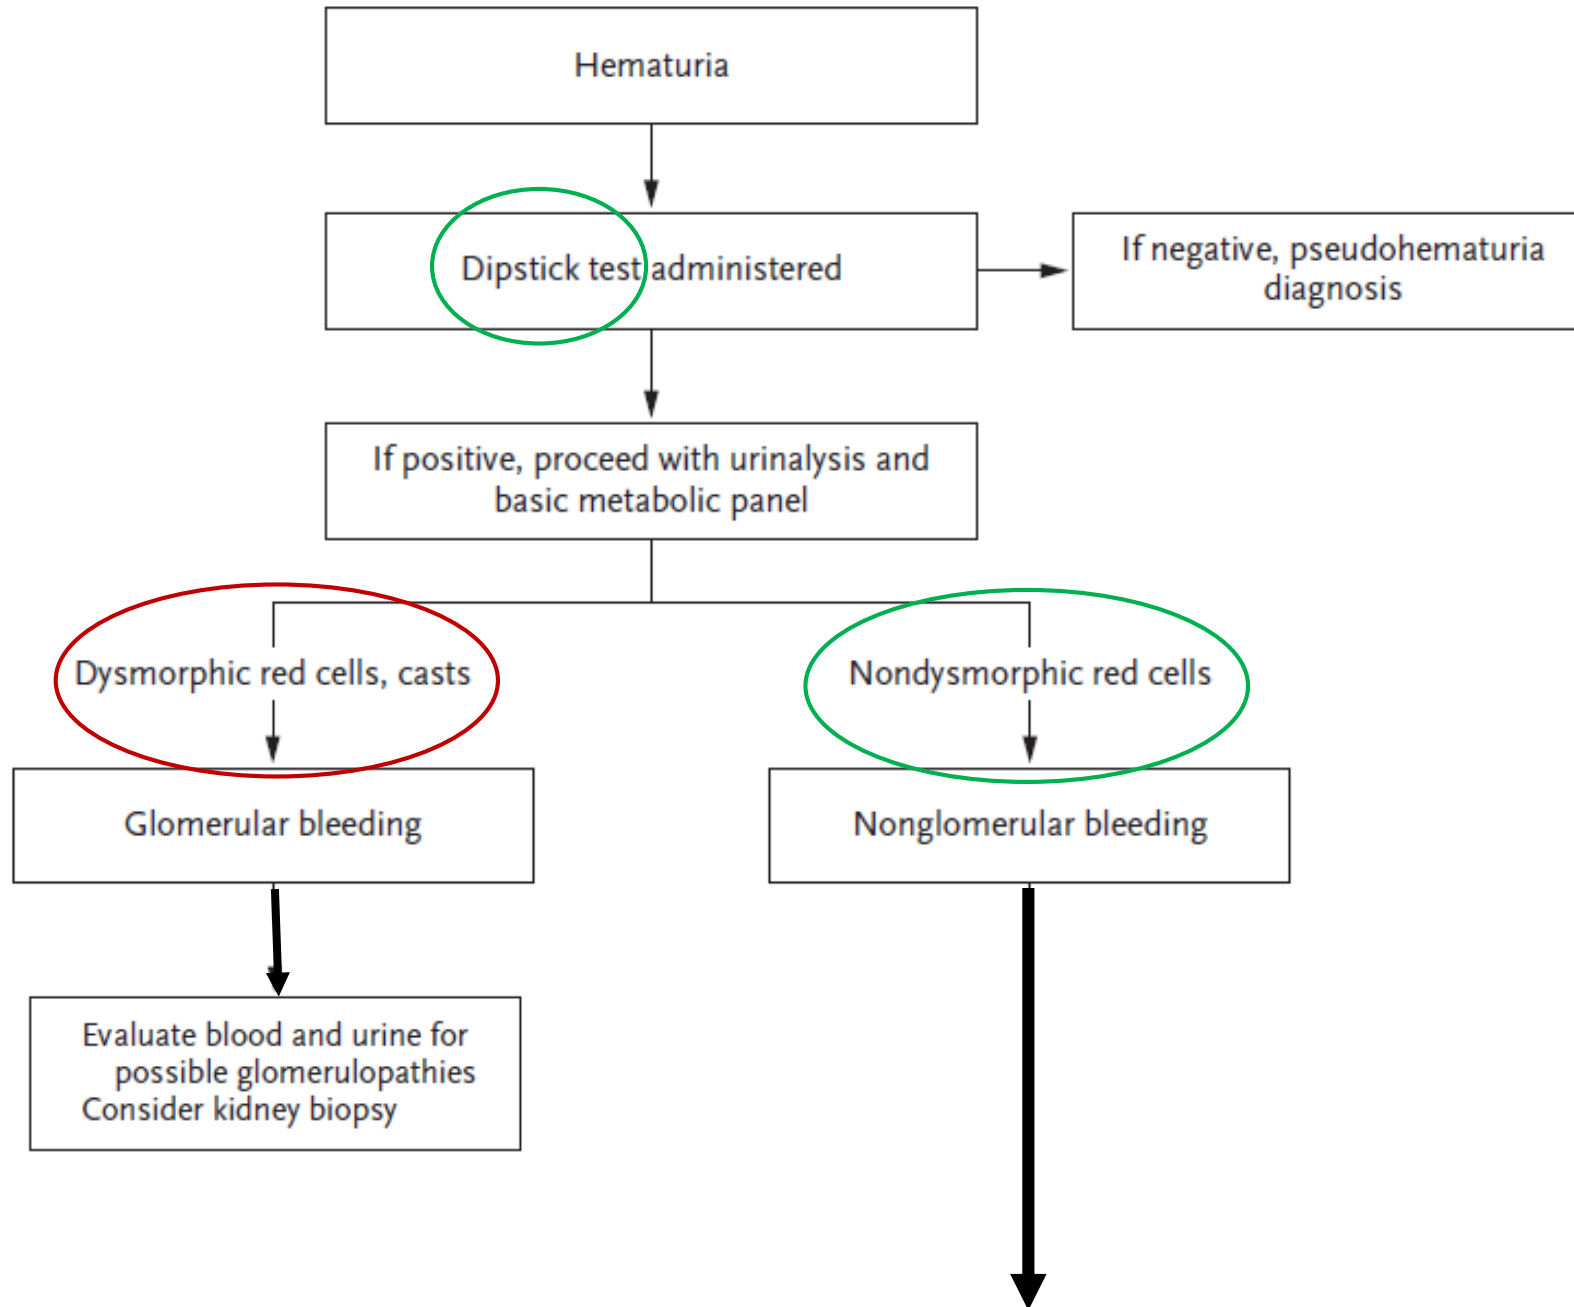 Hematuria
Dipstick test administered
If negative, pseudohematuria
diagnosis
If positive, proceed with urinalysis and
basic metabolic panel
Dysmorphic red cells, casts
Nondysmorphic red cells
Glomerular bleeding
Nonglomerular bleeding
Evaluate blood and urine for
possible glomerulopathies
Consider kidney biopsy